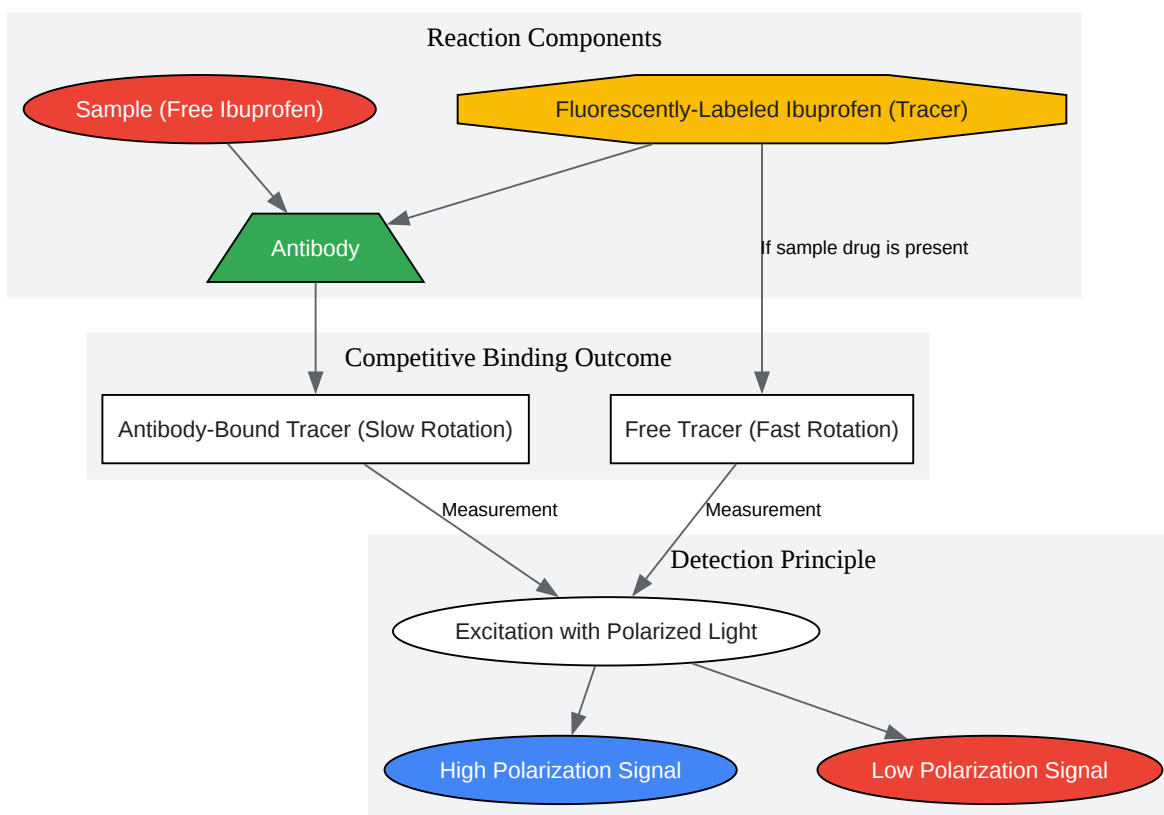 Reaction Components
Sample (Free Ibuprofen)
Fluorescently-Labeled Ibuprofen (Tracer)
Antibody
If sample drug is present
Competitive Binding Outcome
Antibody-Bound Tracer (Slow Rotation)
Free Tracer (Fast Rotation)
Measurement
Measurement
Detection Principle
Excitation with Polarized Light
High Polarization Signal
Low Polarization Signal